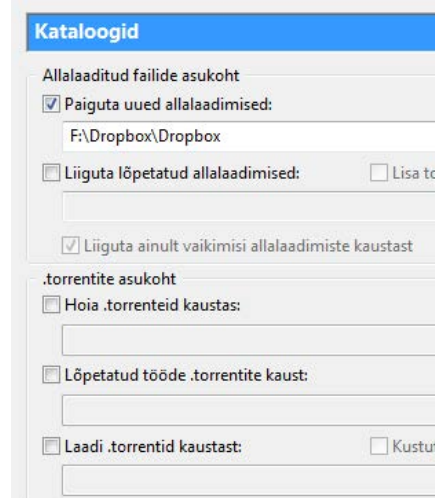 Kataloogid
Allalaaditud failide asukoht
Paiguta uued allalaadimised:
F:\Dropbox\Dropbox
Liiguta lõpetatud allalaadimised: Lisa
Liiguta ainult vaikimisi allalaadimiste kaustast
.torrentite asukoht
Hoia .torrenteid kaustas:
Lõpetatud tööde .torrentite kaust:
Laadi .torrentid kaustast: